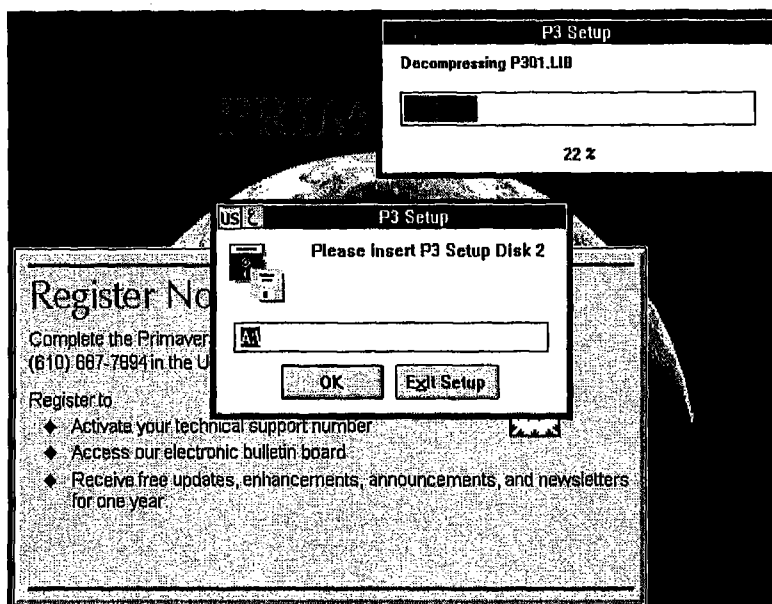 P3 Setup
Decompressing P301.LIB
22 %
PRIM
US
P3 Setup
Please insert P3 Setup Disk 2
OK
Exit Setup
Register No
Complete the Primaver
(610) 667-7894 in the U
Register to
◆ Activate your technical support number
◆ Access our electronic bulletin board
◆ Receive free updates, enhancements, announcements, and newsletters
for one year.